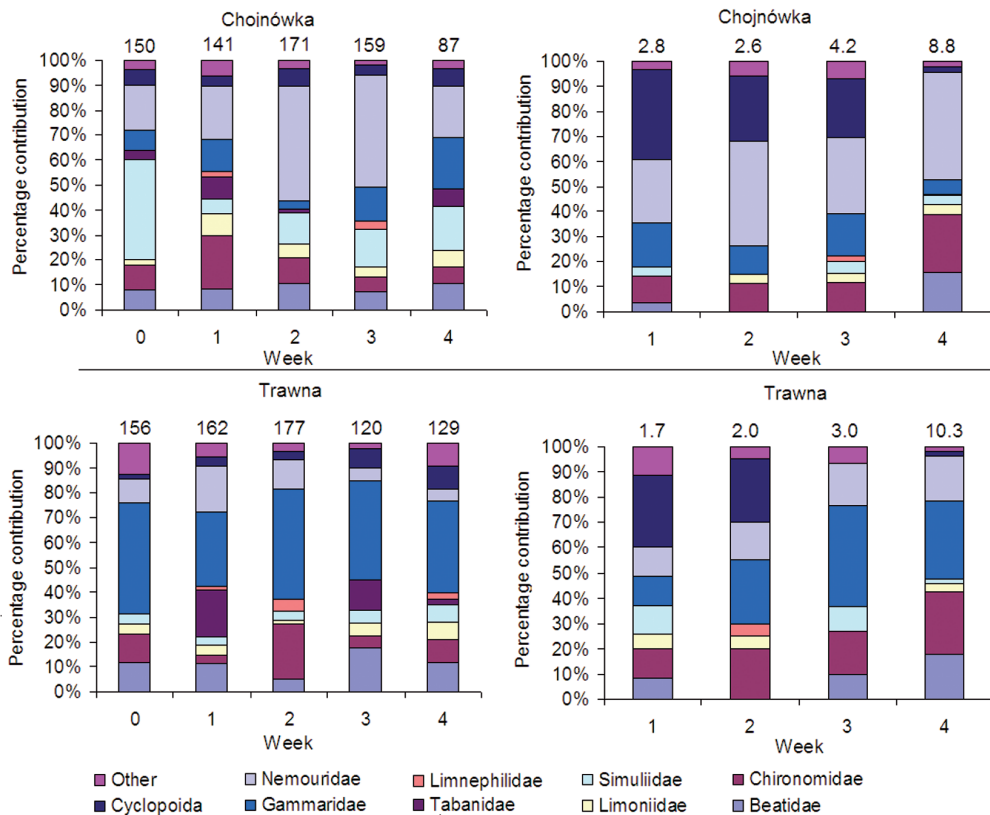 Choinówka
150 141 171 159 87
100%
90%
80%
70%
60%
50%
40%
30%
20%
10%
0%
Percentage contribution
0 1 2 3 4
Week
Chojnówka
2.8 2.6 4.2 8.8
100%
90%
80%
70%
60%
50%
40%
30%
20%
10%
0%
Percentage contribution
1 2 3 4
Week
Trawna
156 162 177 120 129
100%
90%
80%
70%
60%
50%
40%
30%
20%
10%
0%
Percentage contribution
0 1 2 3 4
Week
Trawna
1.7 2.0 3.0 10.3
100%
90%
80%
70%
60%
50%
40%
30%
20%
10%
0%
Percentage contribution
1 2 3 4
Week
Other Nemouridae Limnephilidae Simuliidae Chironomidae
Cyclopoida Gammaridae Tabanidae Limoniidae Beatidae